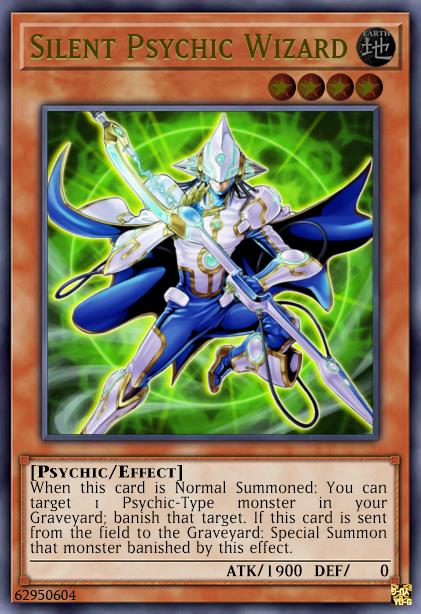 Silent Psychic Wizard
EARTH
地
[Psychic/Effect]
When this card is Normal Summoned: You can
target 1 Psychic-Type monster in your
Graveyard; banish that target. If this card is sent
from the field to the Graveyard: Special Summon
that monster banished by this effect.
ATK/1900 DEF/ 0
62950604